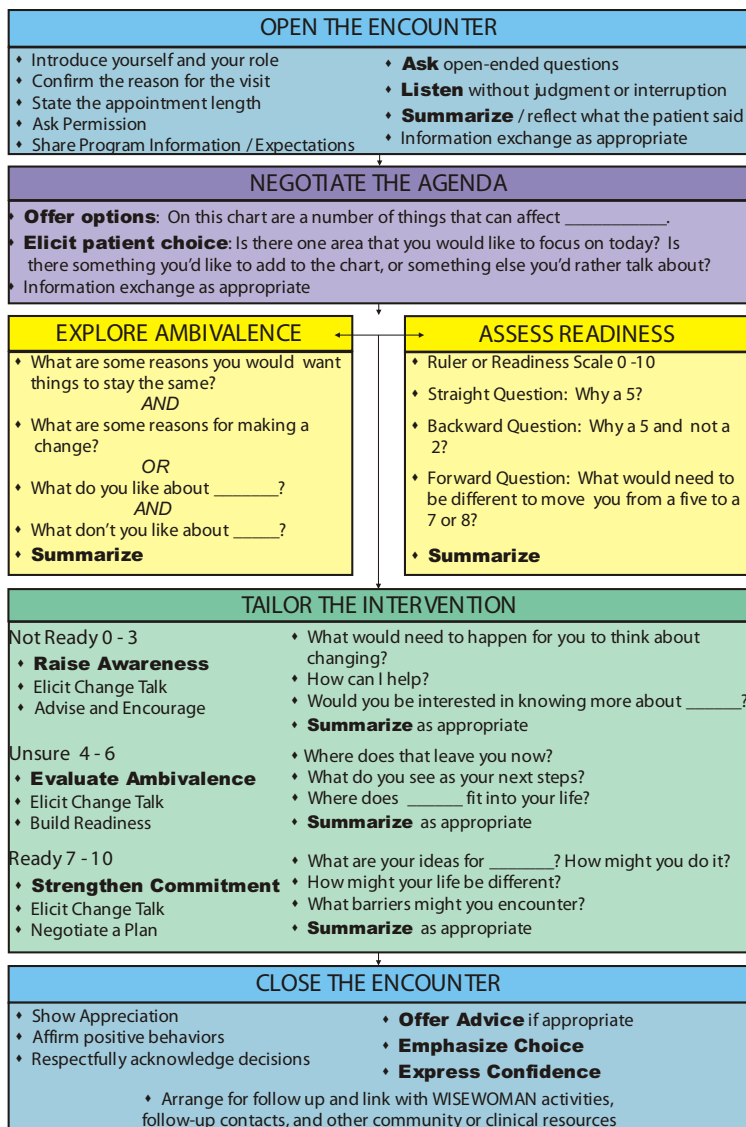 OPEN THE ENCOUNTER
♦ Introduce yourself and your role
♦ Confirm the reason for the visit
♦ State the appointment length
♦ Ask Permission
♦ Share Program Information / Expectations
♦ Ask open-ended questions
♦ Listen without judgment or interruption
♦ Summarize / reflect what the patient said
♦ Information exchange as appropriate
NEGOTIATE THE AGENDA
♦ Offer options: On this chart are a number of things that can affect ___________.
♦ Elicit patient choice: Is there one area that you would like to focus on today? Is
there something you'd like to add to the chart, or something else you'd rather talk about?
♦ Information exchange as appropriate
EXPLORE AMBIVALENCE
♦ What are some reasons you would want
things to stay the same?
AND
♦ What are some reasons for making a
change?
OR
♦ What do you like about _______?
AND
♦ What don't you like about _____?
♦ Summarize
ASSESS READINESS
♦ Ruler or Readiness Scale 0 -10
♦ Straight Question: Why a 5?
♦ Backward Question: Why a 5 and not a
2?
♦ Forward Question: What would need to
be different to move you from a five to a
7 or 8?
♦ Summarize
TAILOR THE INTERVENTION
Not Ready 0 - 3
♦ Raise Awareness
♦ Elicit Change Talk
♦ Advise and Encourage
♦ What would need to happen for you to think about
changing?
♦ How can I help?
♦ Would you be interested in knowing more about ______?
♦ Summarize as appropriate
Unsure 4 - 6
♦ Evaluate Ambivalence
♦ Elicit Change Talk
♦ Build Readiness
♦ Where does that leave you now?
♦ What do you see as your next steps?
♦ Where does ______ fit into your life?
♦ Summarize as appropriate
Ready 7 - 10
♦ Strengthen Commitment
♦ Elicit Change Talk
♦ Negotiate a Plan
♦ What are your ideas for _______? How might you do it?
♦ How might your life be different?
♦ What barriers might you encounter?
♦ Summarize as appropriate
CLOSE THE ENCOUNTER
♦ Show Appreciation
♦ Affirm positive behaviors
♦ Respectfully acknowledge decisions
♦ Offer Advice if appropriate
♦ Emphasize Choice
♦ Express Confidence
♦ Arrange for follow up and link with WISEWOMAN activities,
follow-up contacts, and other community or clinical resources